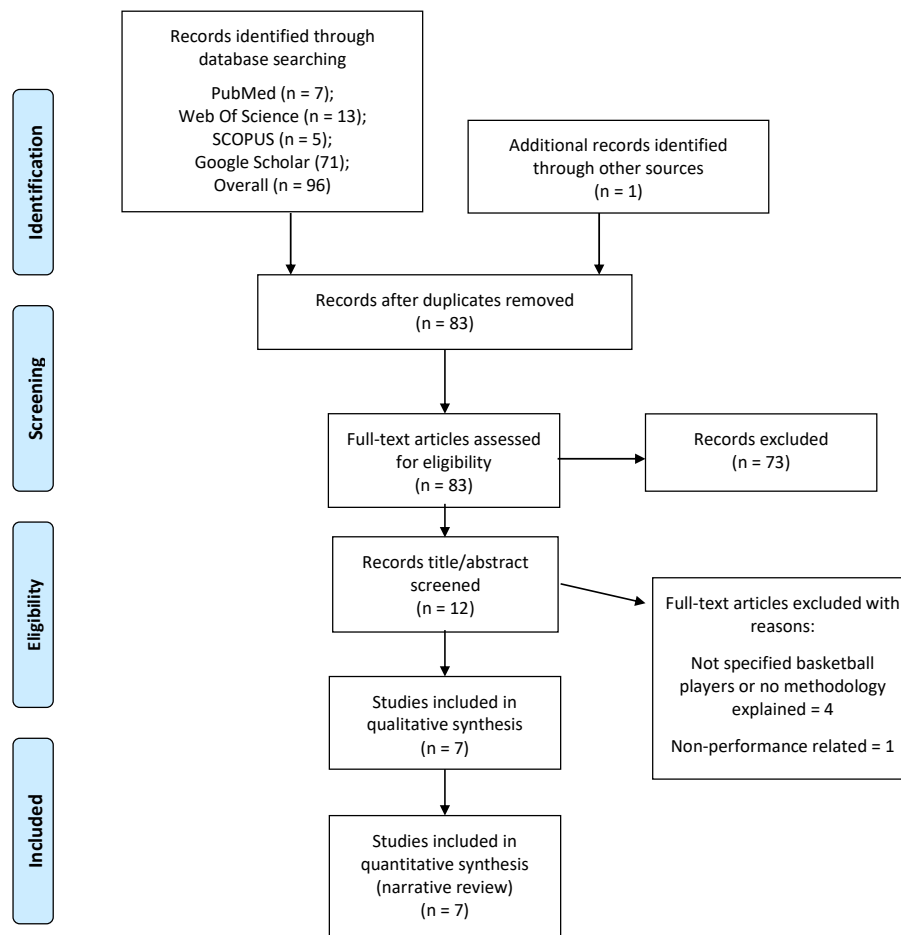 Identification
Records identified through
database searching
PubMed (n = 7);
Web Of Science (n = 13);
SCOPUS (n = 5);
Google Scholar (71);
Overall (n = 96)
Additional records identified
through other sources
(n = 1)
Records after duplicates removed
(n = 83)
Screening
Full-text articles assessed
for eligibility
(n = 83)
Records excluded
(n = 73)
Eligibility
Records title/abstract
screened
(n = 12)
Full-text articles excluded with
reasons:
Not specified basketball
players or no methodology
explained = 4
Non-performance related = 1
Studies included in
qualitative synthesis
(n = 7)
Included
Studies included in
quantitative synthesis
(narrative review)
(n = 7)